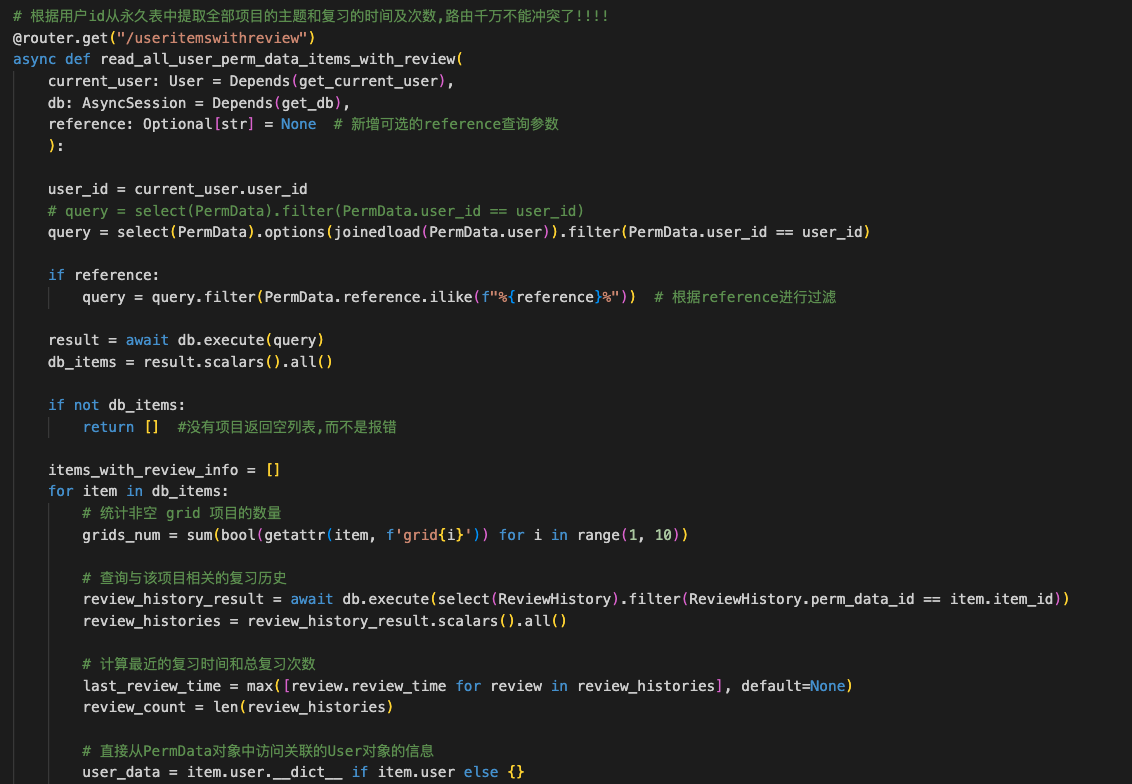 # 根据用户id从永久表中提取全部项目的主题和复习的时间及次数,路由千万不能冲突了!!!!
@router.get("/useritemswithreview")
async def read_all_user_perm_data_items_with_review(
    current_user: User = Depends(get_current_user),
    db: AsyncSession = Depends(get_db),
    reference: Optional[str] = None  # 新增可选的reference查询参数
    ):
    user_id = current_user.user_id
    # query = select(PermData).filter(PermData.user_id == user_id)
    query = select(PermData).options(joinedload(PermData.user)).filter(PermData.user_id == user_id)
    if reference:
        query = query.filter(PermData.reference.ilike(f"%{reference}%"))  # 根据reference进行过滤
    result = await db.execute(query)
    db_items = result.scalars().all()
    if not db_items:
        return []  #没有项目返回空列表,而不是报错
    items_with_review_info = []
    for item in db_items:
        # 统计非空 grid 项目的数量
        grids_num = sum(bool(getattr(item, f'grid{i}')) for i in range(1, 10))
        # 查询与该项目相关的复习历史
        review_history_result = await db.execute(select(ReviewHistory).filter(ReviewHistory.perm_data_id == item.item_id))
        review_histories = review_history_result.scalars().all()
        # 计算最近的复习时间和总复习次数
        last_review_time = max([review.review_time for review in review_histories], default=None)
        review_count = len(review_histories)
        # 直接从PermData对象中访问关联的User对象的信息
        user_data = item.user.__dict__ if item.user else {}